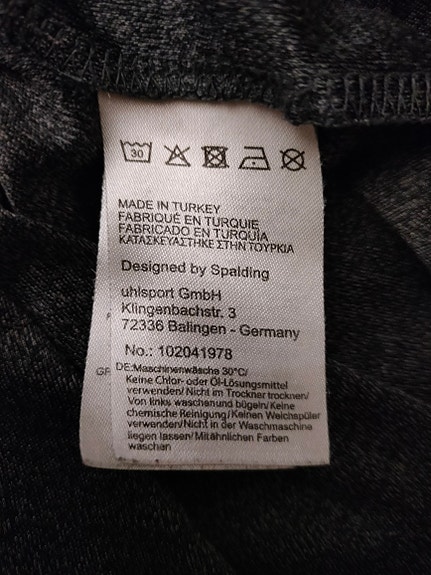 30
MADE IN TURKEY
FABRIQUÉ EN TURQUIE
FABRICADO EN TURQUÍA
ΚΑΤΑΣΚΕΥΑΣΤΗΚΕ ΣΤΗΝ ΤΟΥΡΚΙΑ
Designed by Spalding
uhlsport GmbH
Klingenbachstr. 3
72336 Balingen - Germany
No.: 102041978
DE:Maschinenwäsche 30°C/
Keine Chlor- oder Öl-Lösungsmittel
verwenden/ Nicht im Trockner trocknen/
Von links waschen und bügeln/ Keine
chemische Reinigung/ Keinen Weichspüler
verwenden/ Nicht in der Waschmaschine
liegen lassen/ Mit ähnlichen Farben
waschen